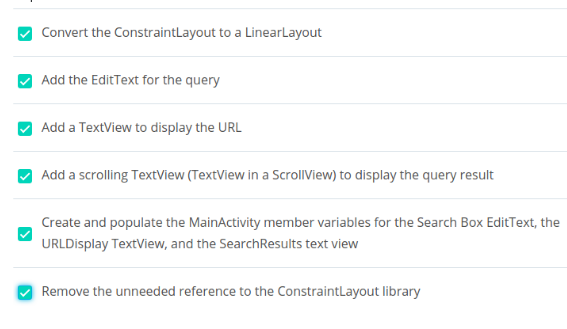 Convert the ConstraintLayout to a LinearLayout
Add the EditText for the query
Add a TextView to display the URL
Add a scrolling TextView (TextView in a ScrollView) to display the query result
Create and populate the MainActivity member variables for the Search Box EditText, the
URLDisplay TextView, and the SearchResults text view
Remove the unneeded reference to the ConstraintLayout library